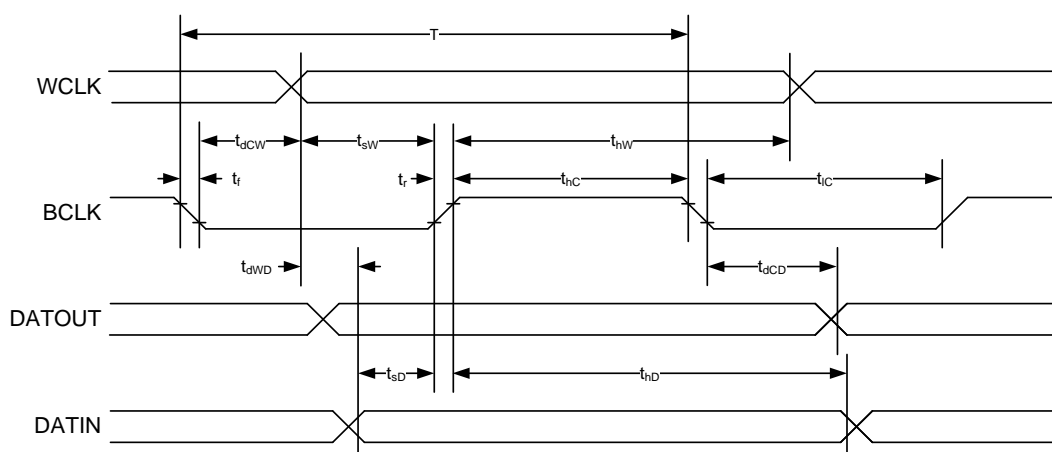 T
WCLK
tdCW
tsW
thW
tf
tr
thC
tlC
BCLK
tdWD
tdCD
DATOUT
tsD
thD
DATIN